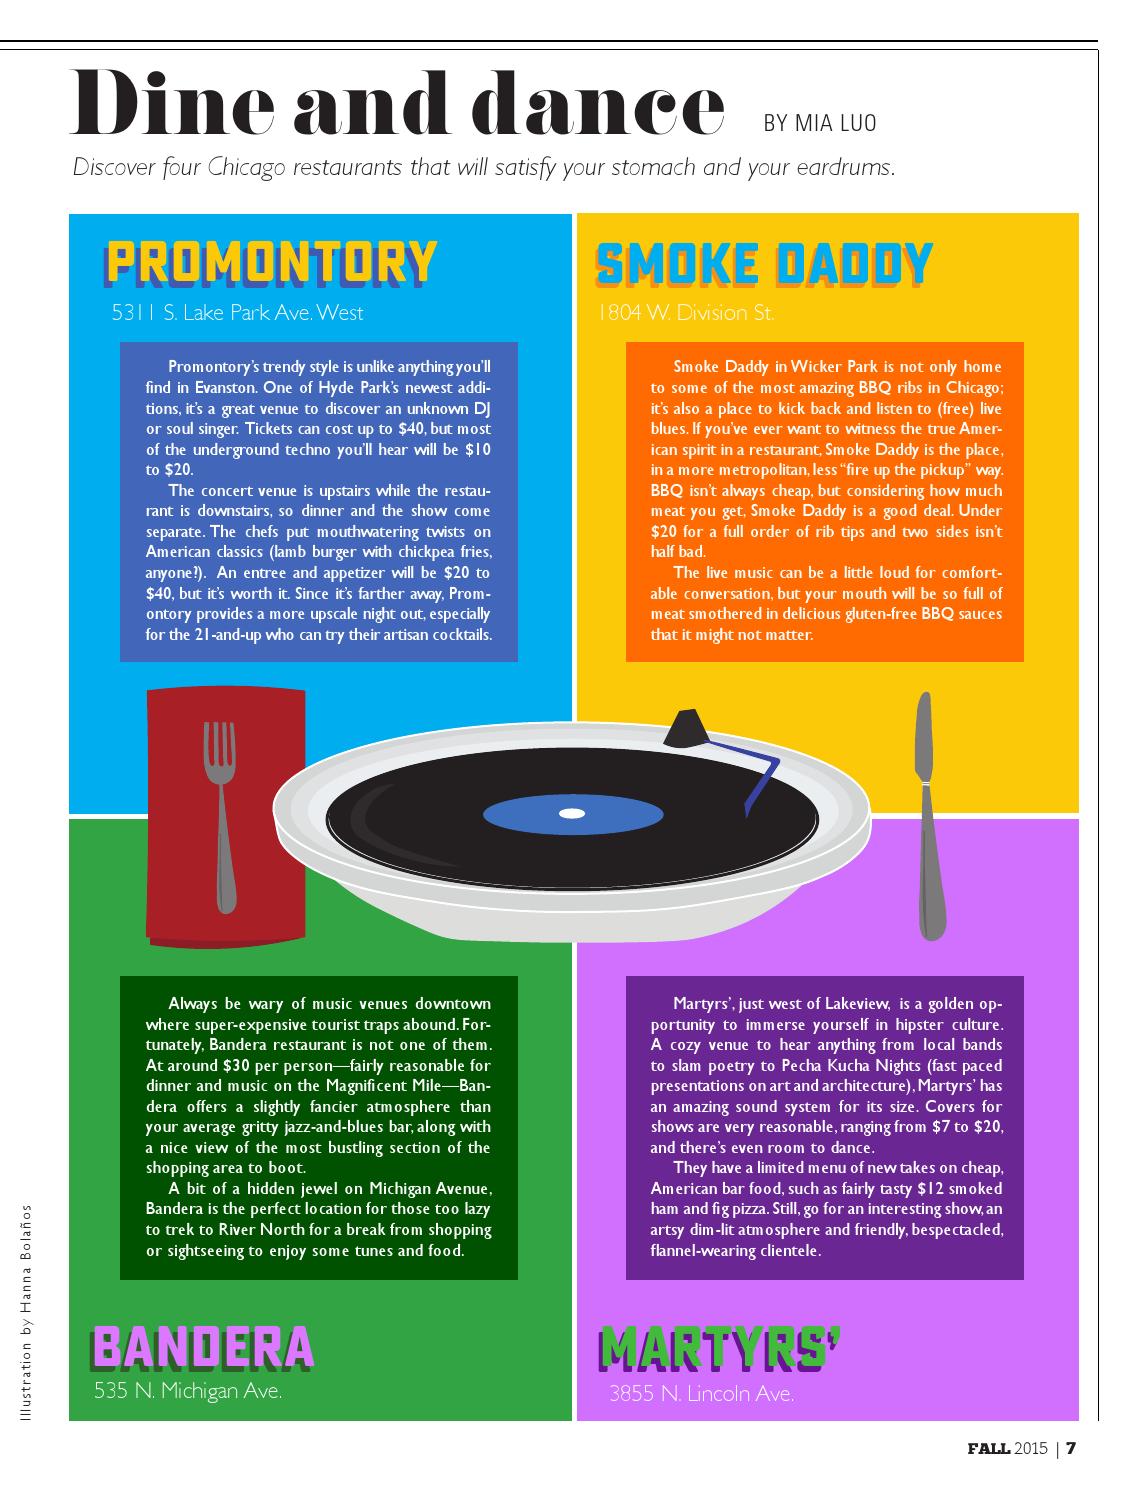 Dine and dance BY MIA LUO
Discover four Chicago restaurants that will satisfy your stomach and your eardrums.
PROMONTORY
5311 S. Lake Park Ave. West
Promontory's trendy style is unlike anything you'll
find in Evanston. One of Hyde Park's newest addi-
tions, it's a great venue to discover an unknown DJ
or soul singer. Tickets can cost up to $40, but most
of the underground techno you'll hear will be $10
to $20.
The concert venue is upstairs while the restau-
rant is downstairs, so dinner and the show come
separate. The chefs put mouthwatering twists on
American classics (lamb burger with chickpea fries,
anyone?). An entree and appetizer will be $20 to
$40, but it's worth it. Since it's farther away, Prom-
ontory provides a more upscale night out, especially
for the 21-and-up who can try their artisan cocktails.
SMOKE DADDY
1804 W. Division St.
Smoke Daddy in Wicker Park is not only home
to some of the most amazing BBQ ribs in Chicago;
it's also a place to kick back and listen to (free) live
blues. If you've ever want to witness the true Amer-
ican spirit in a restaurant, Smoke Daddy is the place,
in a more metropolitan, less “fire up the pickup” way.
BBQ isn't always cheap, but considering how much
meat you get, Smoke Daddy is a good deal. Under
$20 for a full order of rib tips and two sides isn't
half bad.
The live music can be a little loud for comfort-
able conversation, but your mouth will be so full of
meat smothered in delicious gluten-free BBQ sauces
that it might not matter.
Always be wary of music venues downtown
where super-expensive tourist traps abound. For-
tunately, Bandera restaurant is not one of them.
At around $30 per person—fairly reasonable for
dinner and music on the Magnificent Mile—Ban-
dera offers a slightly fancier atmosphere than
your average gritty jazz-and-blues bar, along with
a nice view of the most bustling section of the
shopping area to boot.
A bit of a hidden jewel on Michigan Avenue,
Bandera is the perfect location for those too lazy
to trek to River North for a break from shopping
or sightseeing to enjoy some tunes and food.
BANDERA
535 N. Michigan Ave.
Martyrs', just west of Lakeview, is a golden op-
portunity to immerse yourself in hipster culture.
A cozy venue to hear anything from local bands
to slam poetry to Pecha Kucha Nights (fast paced
presentations on art and architecture), Martyrs' has
an amazing sound system for its size. Covers for
shows are very reasonable, ranging from $7 to $20,
and there's even room to dance.
They have a limited menu of new takes on cheap,
American bar food, such as fairly tasty $12 smoked
ham and fig pizza. Still, go for an interesting show, an
artsy dim-lit atmosphere and friendly, bespectacled,
flannel-wearing clientele.
MARTYRS'
3855 N. Lincoln Ave.
Illustration by Hanna Bolaños
FALL 2015 | 7